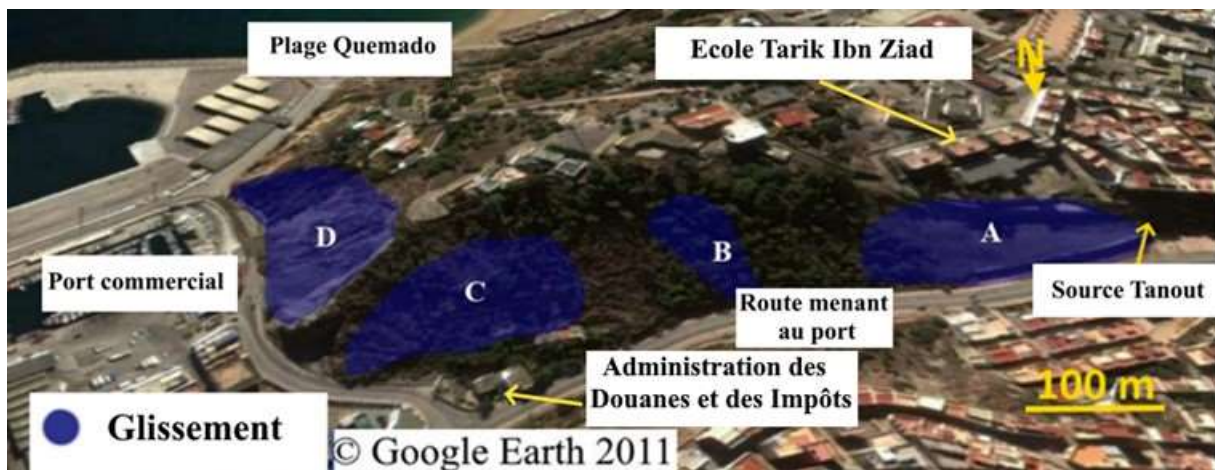 Plage Quemado
Ecole Tarik Ibn Ziad
N
D
C
B
A
Port commercial
Route menant
au port
Source Tanout
Administration des
Douanes et des Impôts
100 m
Glissement
© Google Earth 2011